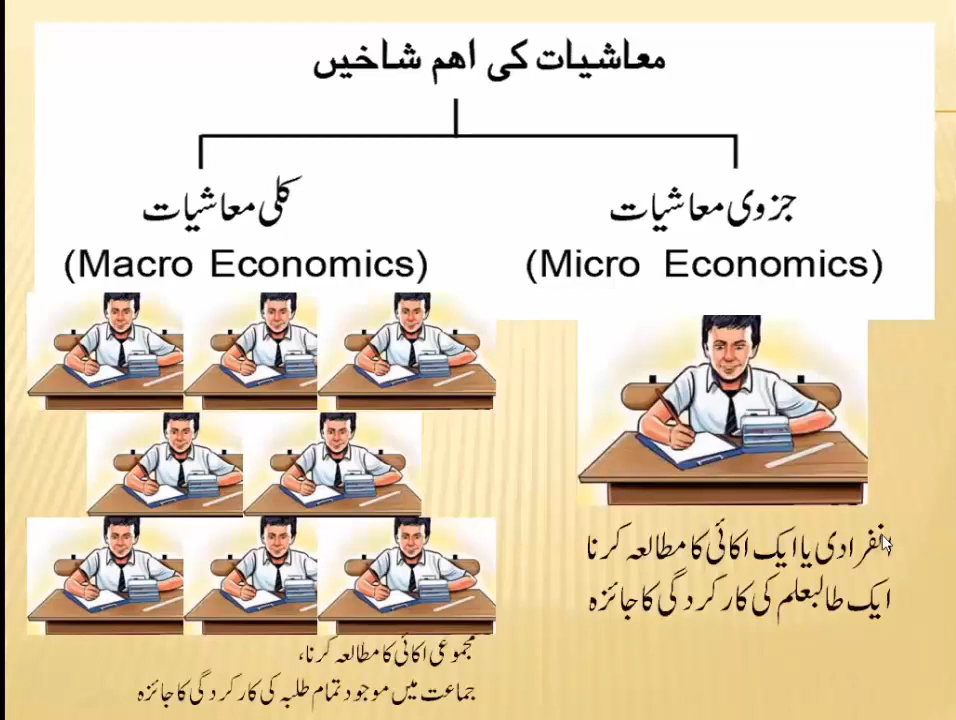 معاشیات کی اہم شاخیں
جزوی معاشیات
(Micro Economics)
کلی معاشیات
(Macro Economics)
انفرادی یا ایک اکائی کا مطالعہ کرنا
ایک طالبعلم کی کارکردگی کا جائزہ
مجموعی اکائی کا مطالعہ کرنا،
جماعت میں موجود تمام طلبہ کی کارکردگی کا جائزہ